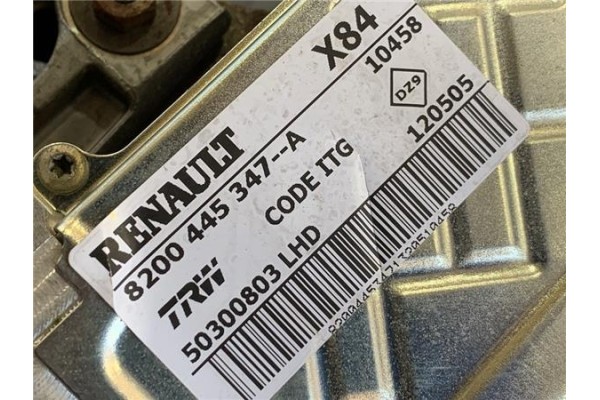 RENAULT X84
8200 445 347--A 10458
CODE ITG DZ9
TRW 120505
50300803 LHD